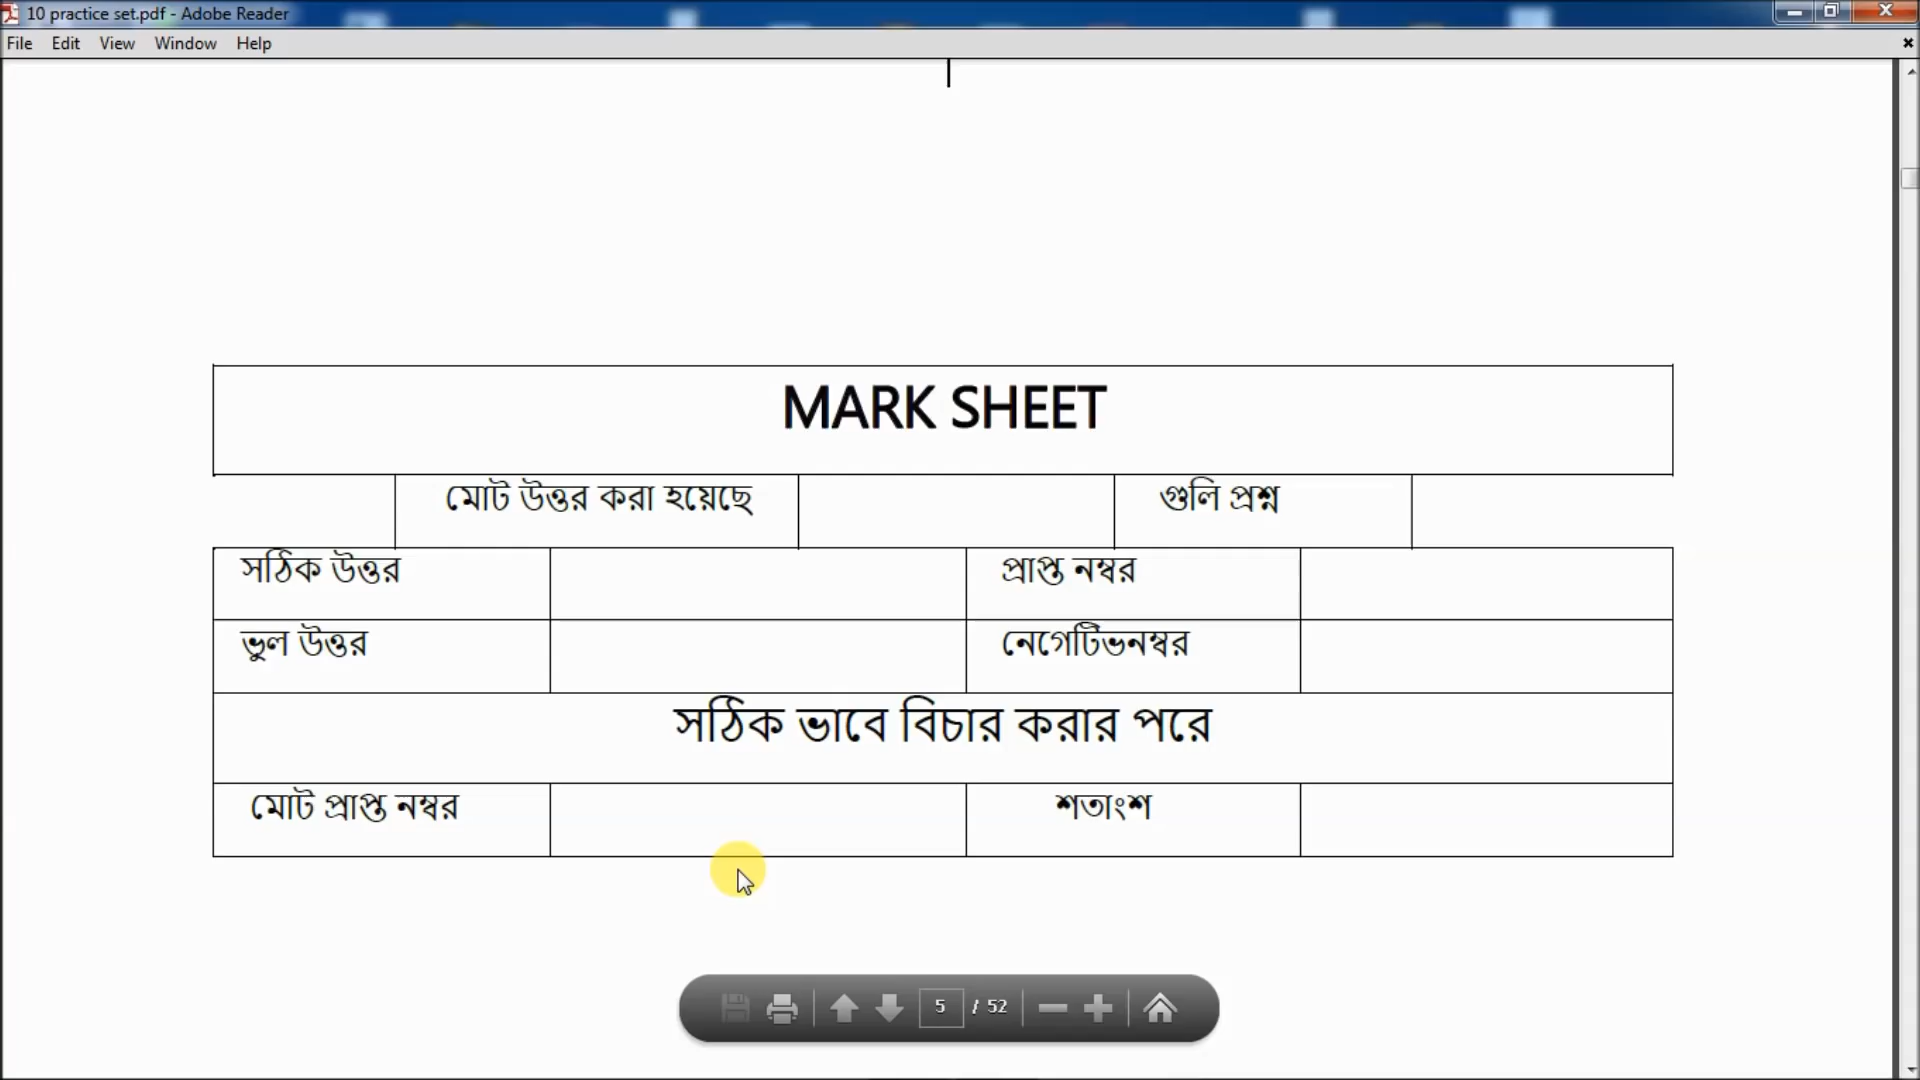 10 practice set.pdf - Adobe Reader
File Edit View Window Help
MARK SHEET
মোট উত্তর করা হয়েছে গুলি প্রশ্ন
সঠিক উত্তর প্রাপ্ত নম্বর
ভুল উত্তর নেগেটিভনম্বর
সঠিক ভাবে বিচার করার পরে
মোট প্রাপ্ত নম্বর শতাংশ
5 / 52